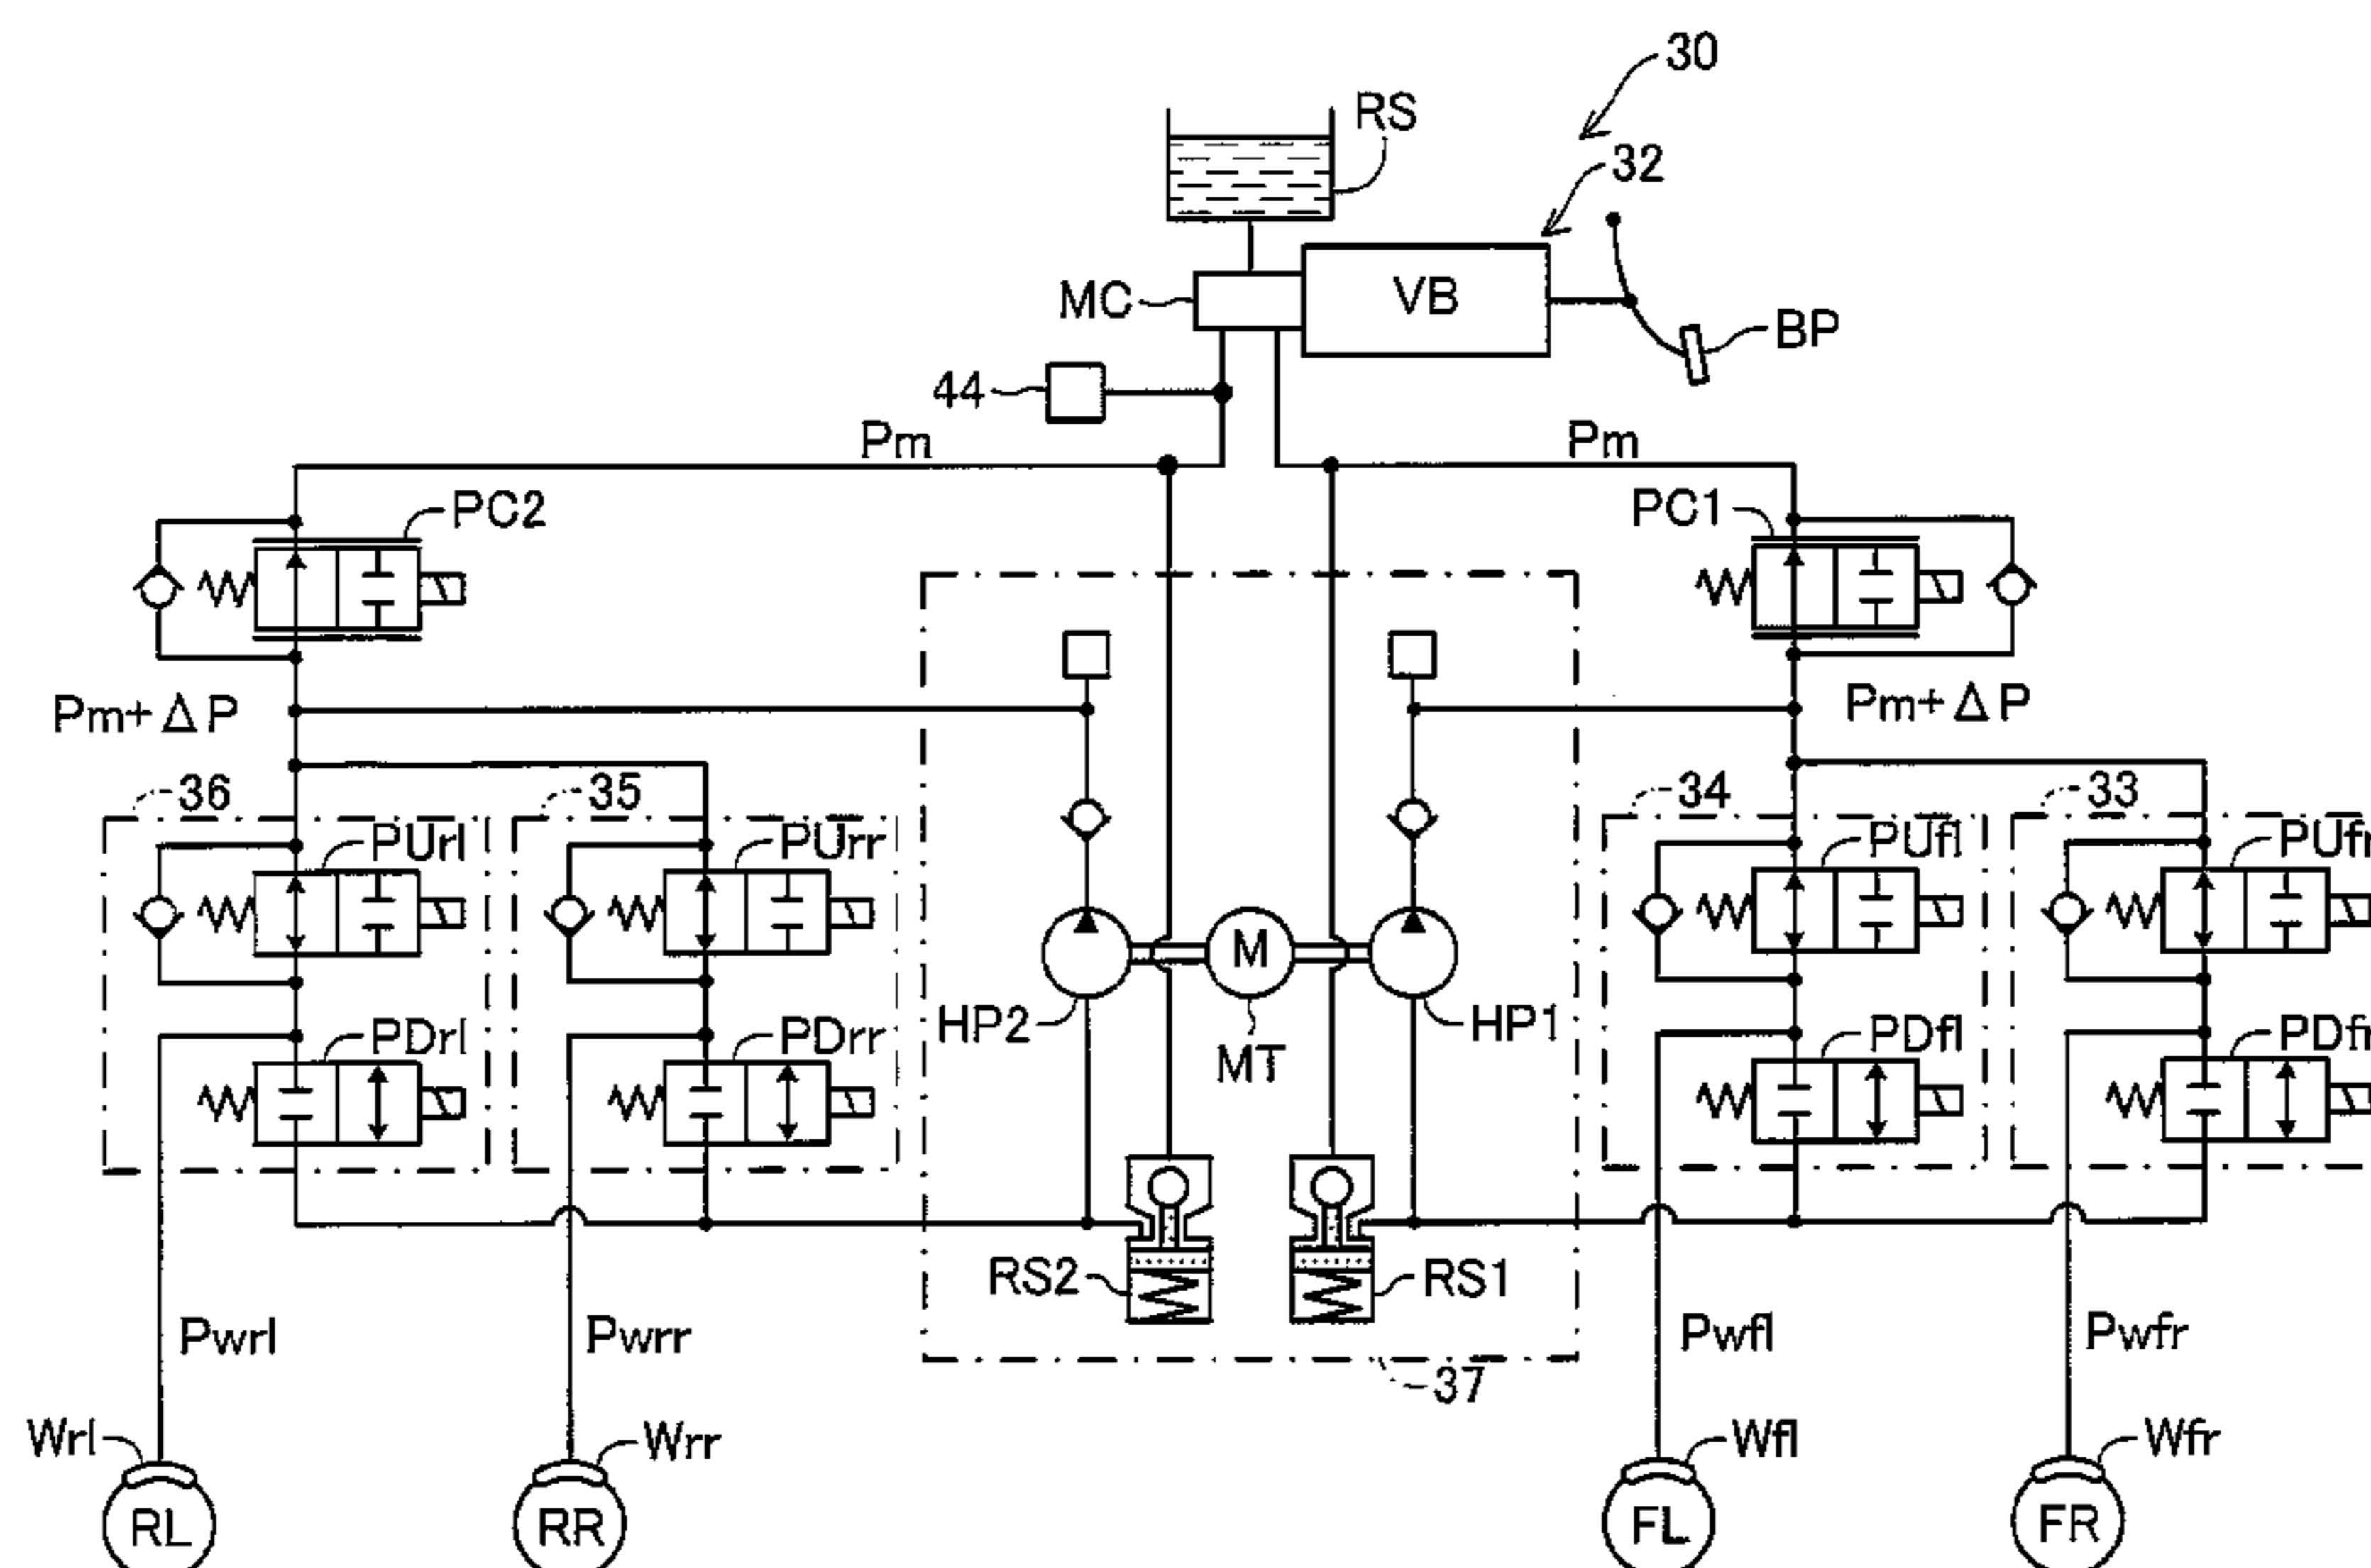 30
RS
32
MC
VB
BP
44
Pm
Pm
PC2
PC1
Pm+ΔP
Pm+ΔP
36
35
34
33
PUrl
PUrr
PUfl
PUfr
M
HP2
HP1
MT
PDrl
PDrr
PDfl
PDfr
RS2
RS1
Pwrl
Pwrr
Pwfl
Pwfr
37
Wrl
Wrr
Wfl
Wfr
RL
RR
FL
FR